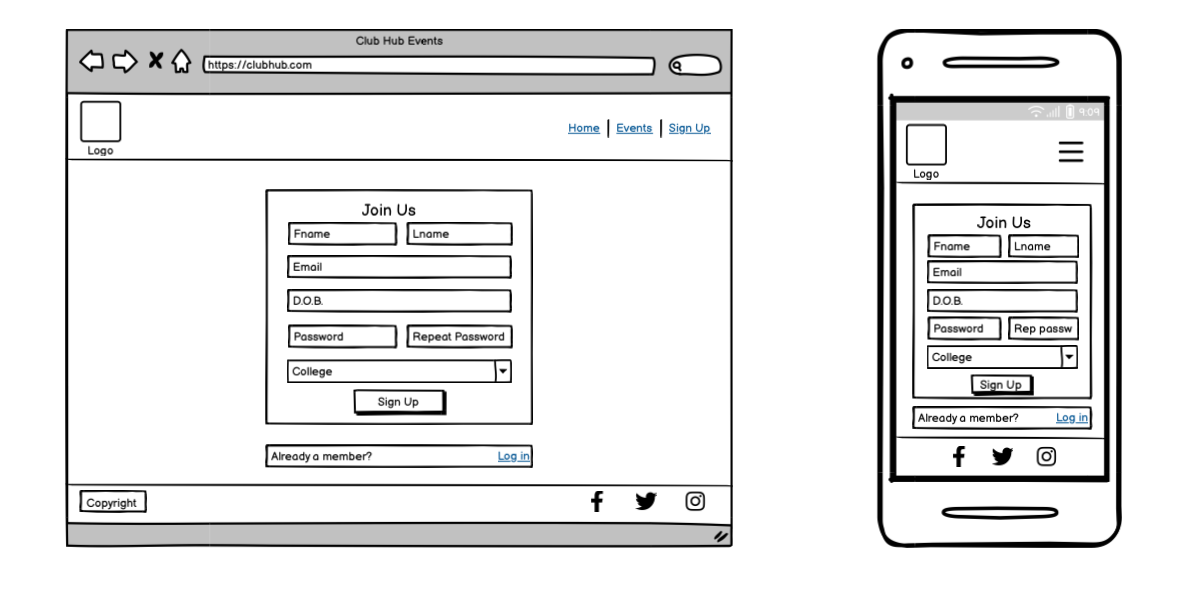 Club Hub Events
https://clubhub.com
Logo
Home | Events | Sign Up
Join Us
Fname Lname
Email
D.O.B.
Password Repeat Password
College
Sign Up
Already a member? Log in
Copyright
9:09
Logo
Join Us
Fname Lname
Email
D.O.B.
Password Rep passw
College
Sign Up
Already a member? Log in